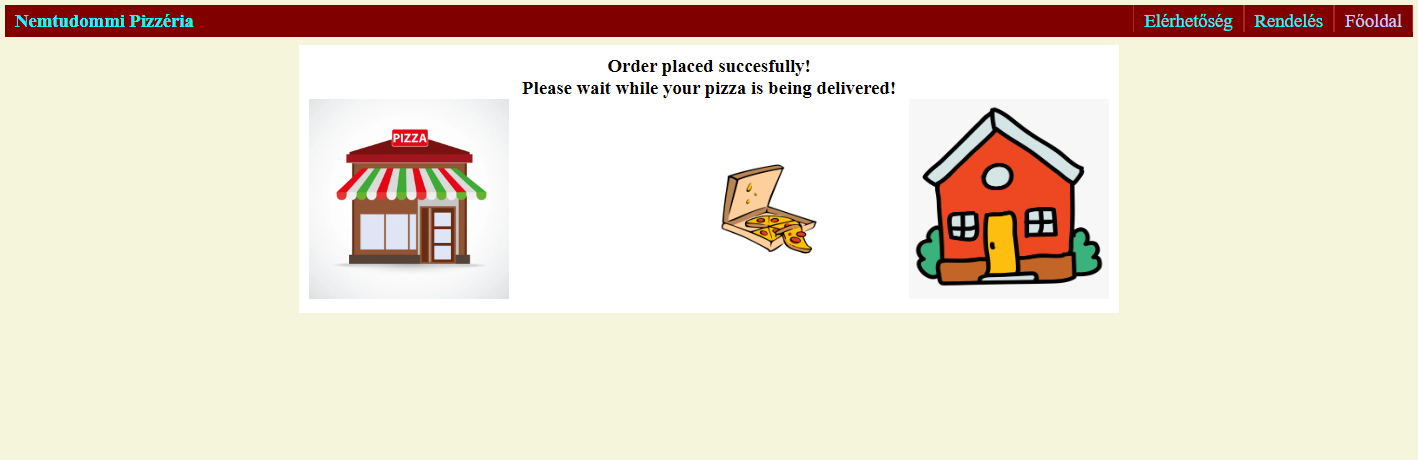 Nemtudommi Pizzéria
Elérhetőség
Rendelés
Főoldal
Order placed succesfully!
Please wait while your pizza is being delivered!
PIZZA